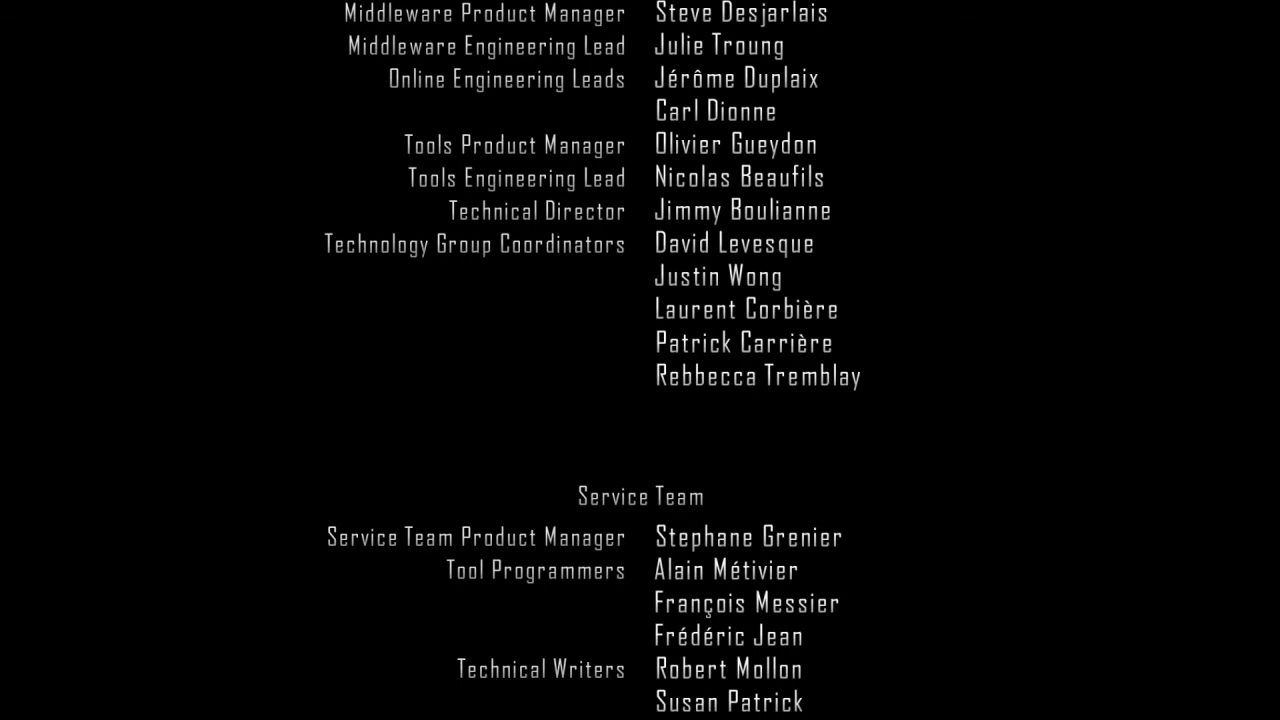 Middleware Product Manager Steve Desjarlais
Middleware Engineering Lead Julie Troung
Online Engineering Leads Jérôme Duplaix
Carl Dionne
Tools Product Manager Olivier Gueydon
Tools Engineering Lead Nicolas Beaufils
Technical Director Jimmy Boulianne
Technology Group Coordinators David Levesque
Justin Wong
Laurent Corbière
Patrick Carrière
Rebbecca Tremblay
Service Team
Service Team Product Manager Stephane Grenier
Tool Programmers Alain Métivier
François Messier
Frédéric Jean
Technical Writers Robert Mollon
Susan Patrick